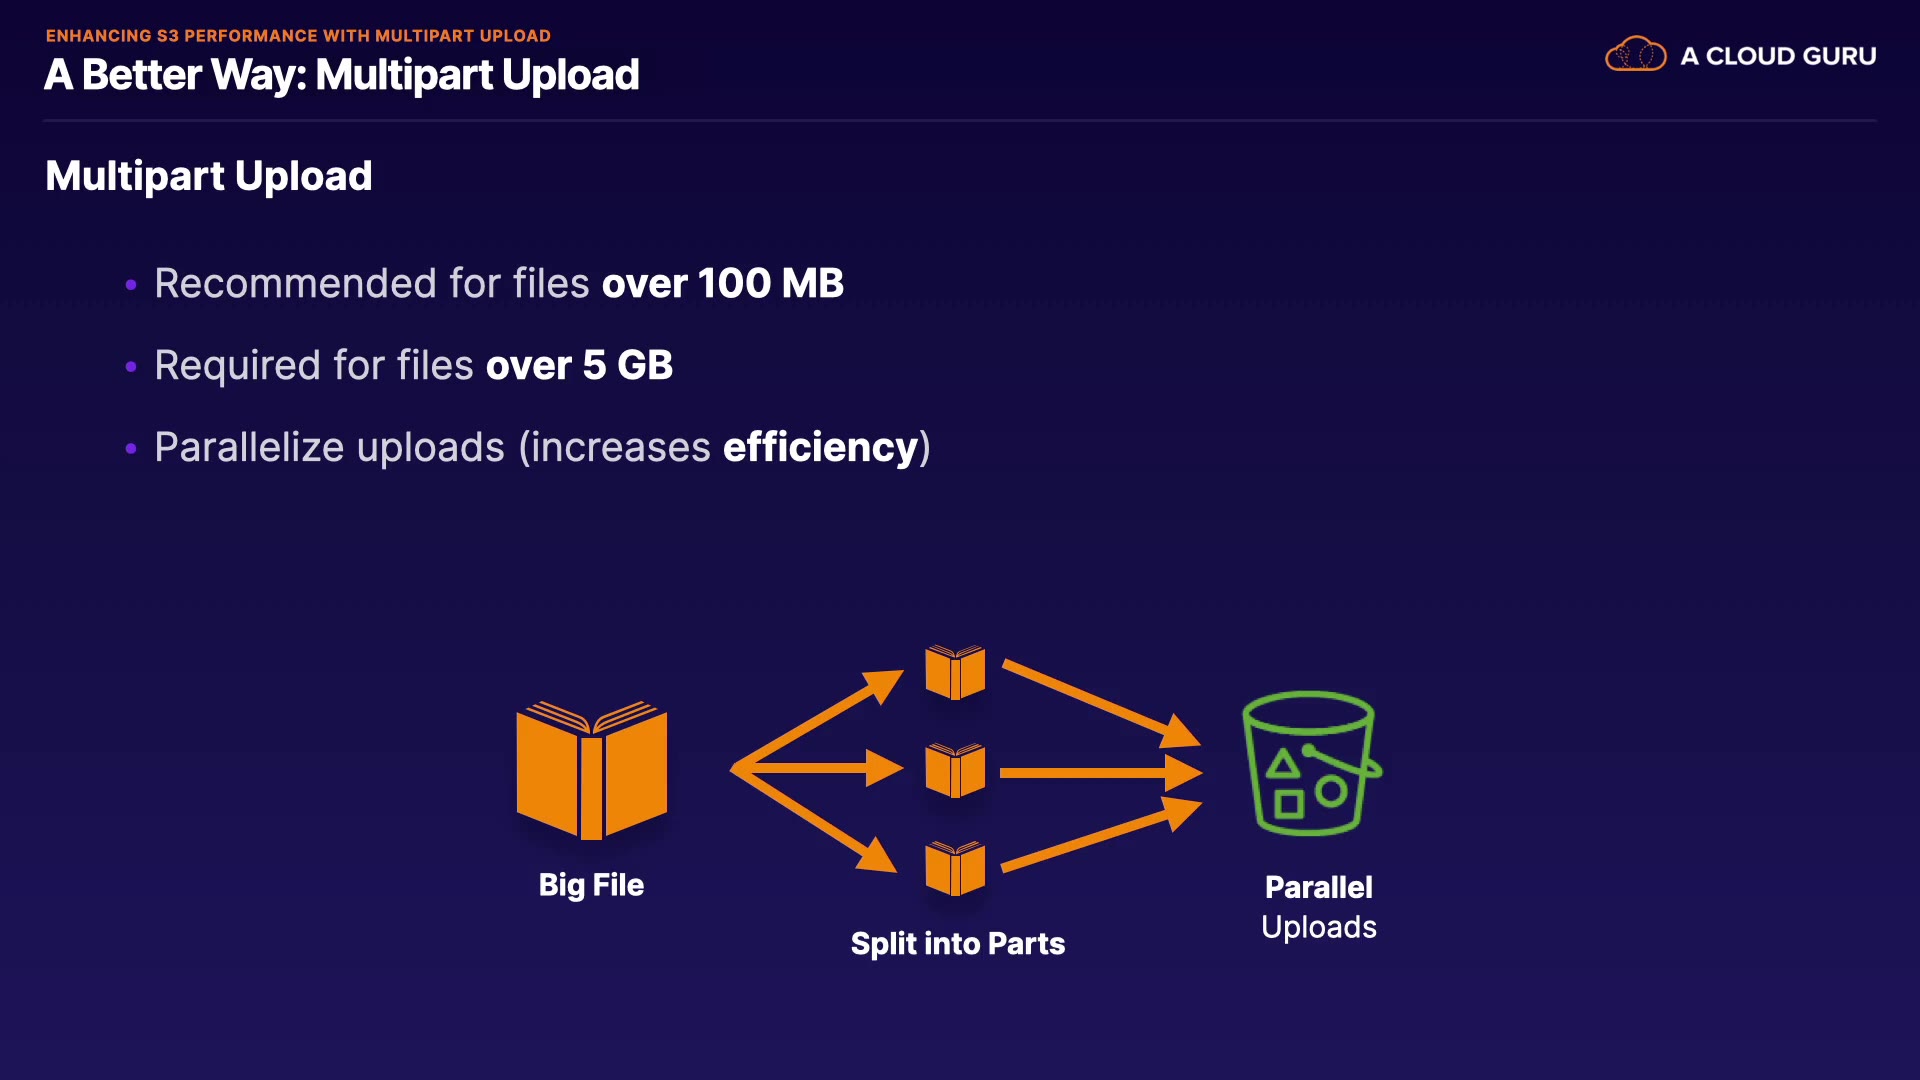 ENHANCING S3 PERFORMANCE WITH MULTIPART UPLOAD
A Better Way: Multipart Upload
A CLOUD GURU
Multipart Upload
• Recommended for files over 100 MB
• Required for files over 5 GB
• Parallelize uploads (increases efficiency)
Big File
Split into Parts
Parallel
Uploads